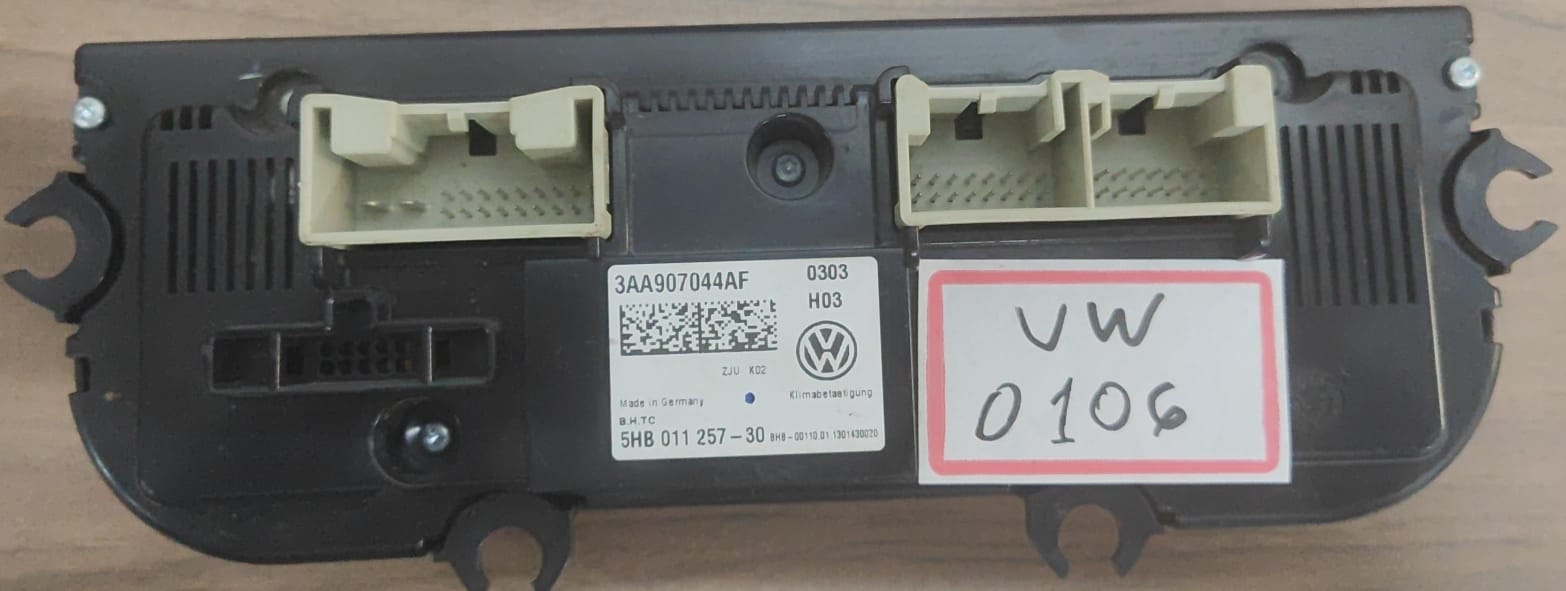 3AA907044AF 0303
H03
ZJU K02
Made in Germany Klimabetaetigung
B.H.TC
5HB 011 257-30 BHB-00110.01 1301430020
VW
0106